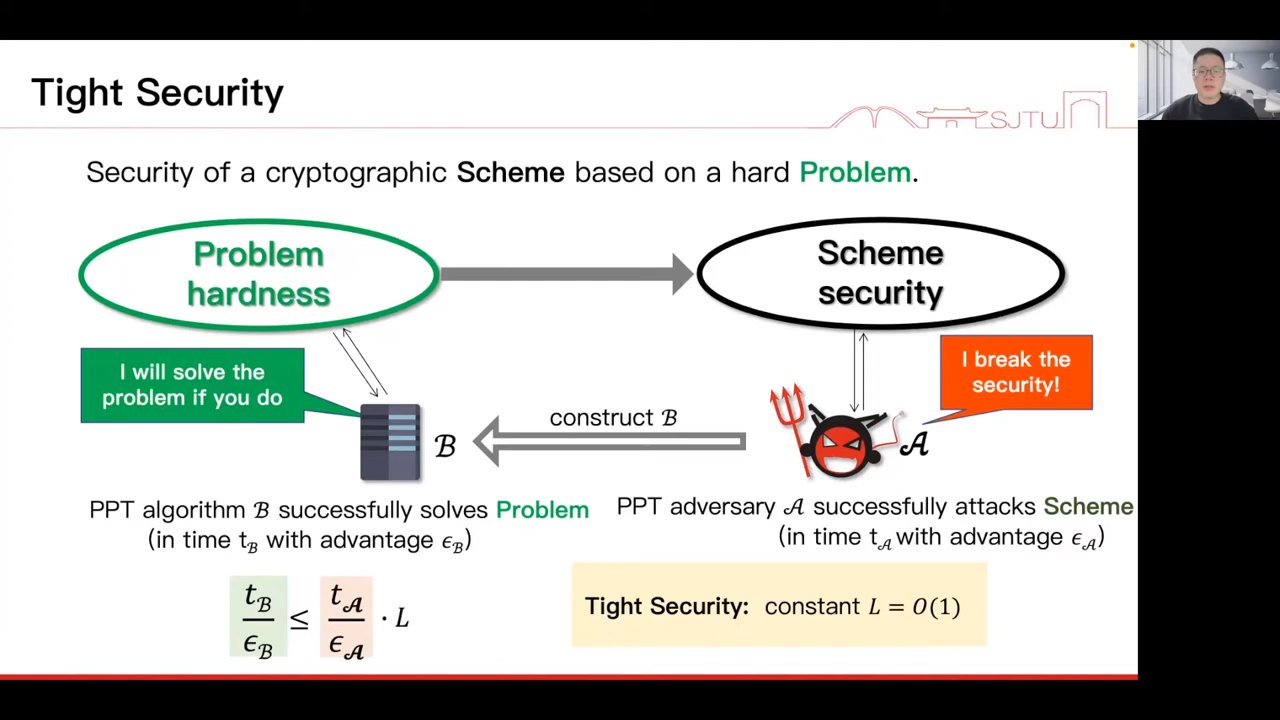 Tight Security
SJTU
Security of a cryptographic Scheme based on a hard Problem.
Problem
hardness
Scheme
security
I will solve the
problem if you do
I break the
security!
construct ℬ
ℬ
𝒜
PPT algorithm ℬ successfully solves Problem
(in time tℬ with advantage ϵℬ)
PPT adversary 𝒜 successfully attacks Scheme
(in time t𝒜 with advantage ϵ𝒜)
tℬ/ϵℬ ≤ t𝒜/ϵ𝒜 · L
Tight Security: constant L = O(1)